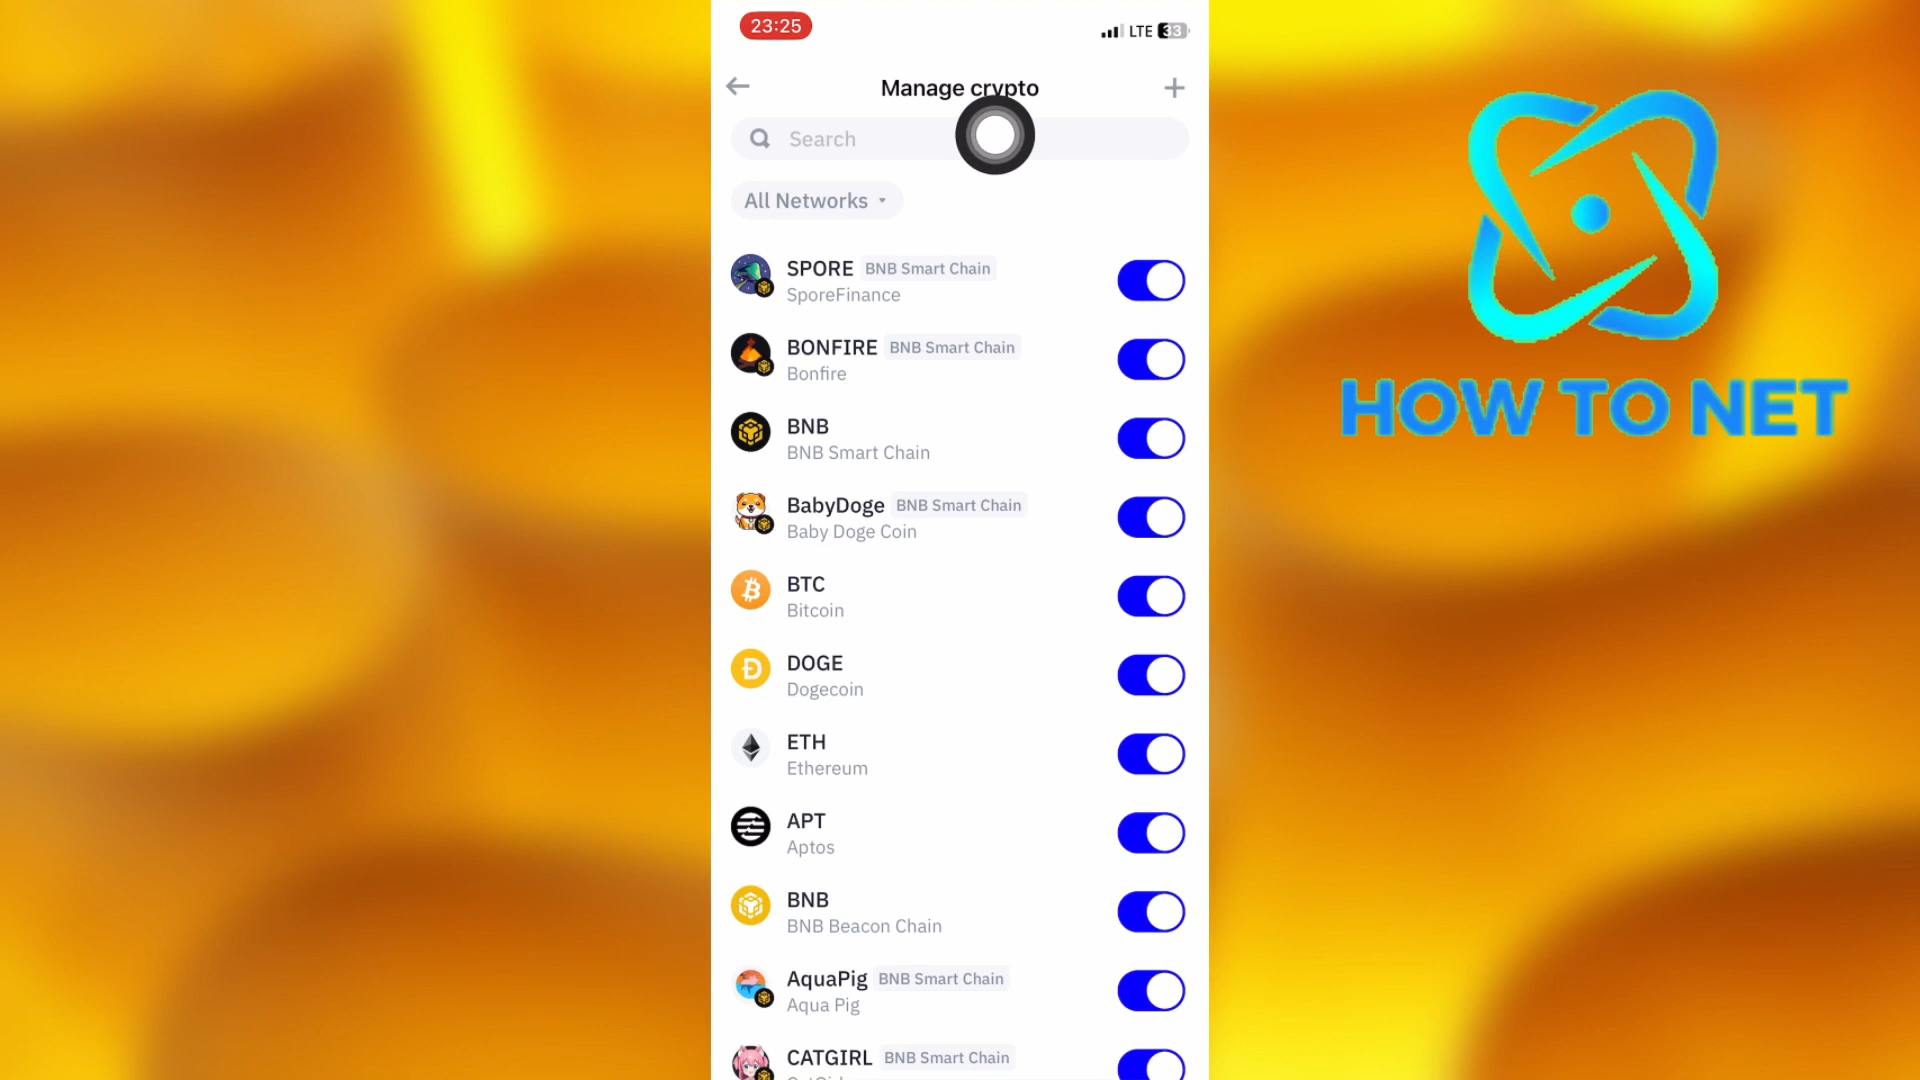 23:25
LTE 33
Manage crypto
Search
All Networks
SPORE BNB Smart Chain
SporeFinance
BONFIRE BNB Smart Chain
Bonfire
BNB
BNB Smart Chain
BabyDoge BNB Smart Chain
Baby Doge Coin
BTC
Bitcoin
DOGE
Dogecoin
ETH
Ethereum
APT
Aptos
BNB
BNB Beacon Chain
AquaPig BNB Smart Chain
Aqua Pig
CATGIRL BNB Smart Chain
HOW TO NET